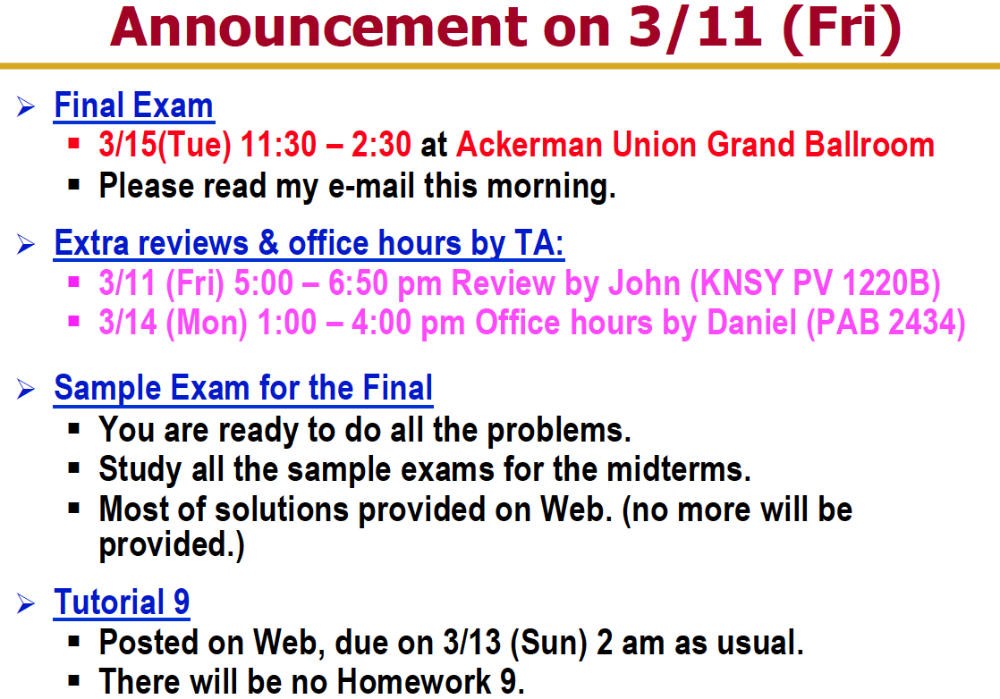 Announcement on 3/11 (Fri)
➢ Final Exam
▪ 3/15(Tue) 11:30 – 2:30 at Ackerman Union Grand Ballroom
▪ Please read my e-mail this morning.
➢ Extra reviews & office hours by TA:
▪ 3/11 (Fri) 5:00 – 6:50 pm Review by John (KNSY PV 1220B)
▪ 3/14 (Mon) 1:00 – 4:00 pm Office hours by Daniel (PAB 2434)
➢ Sample Exam for the Final
▪ You are ready to do all the problems.
▪ Study all the sample exams for the midterms.
▪ Most of solutions provided on Web. (no more will be
provided.)
➢ Tutorial 9
▪ Posted on Web, due on 3/13 (Sun) 2 am as usual.
▪ There will be no Homework 9.